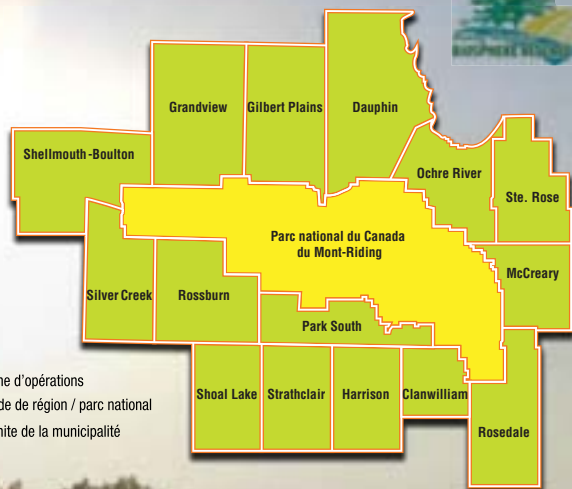 BIOSPHERE RESERVE
Grandview
Gilbert Plains
Dauphin
Shellmouth-Boulton
Ochre River
Ste. Rose
Parc national du Canada
du Mont-Riding
McCreary
Silver Creek
Rossburn
Park South
ne d'opérations
de de région / parc national
nite de la municipalité
Shoal Lake
Strathclair
Harrison
Clanwilliam
Rosedale